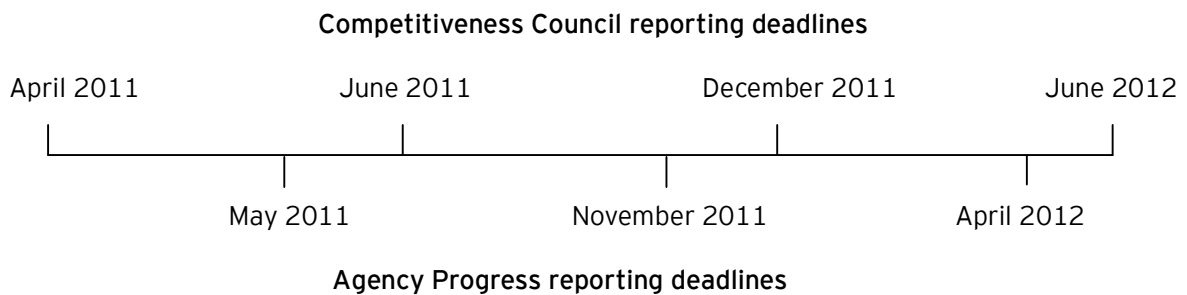 Competitiveness Council reporting deadlines
April 2011 June 2011 December 2011 June 2012
May 2011 November 2011 April 2012
Agency Progress reporting deadlines